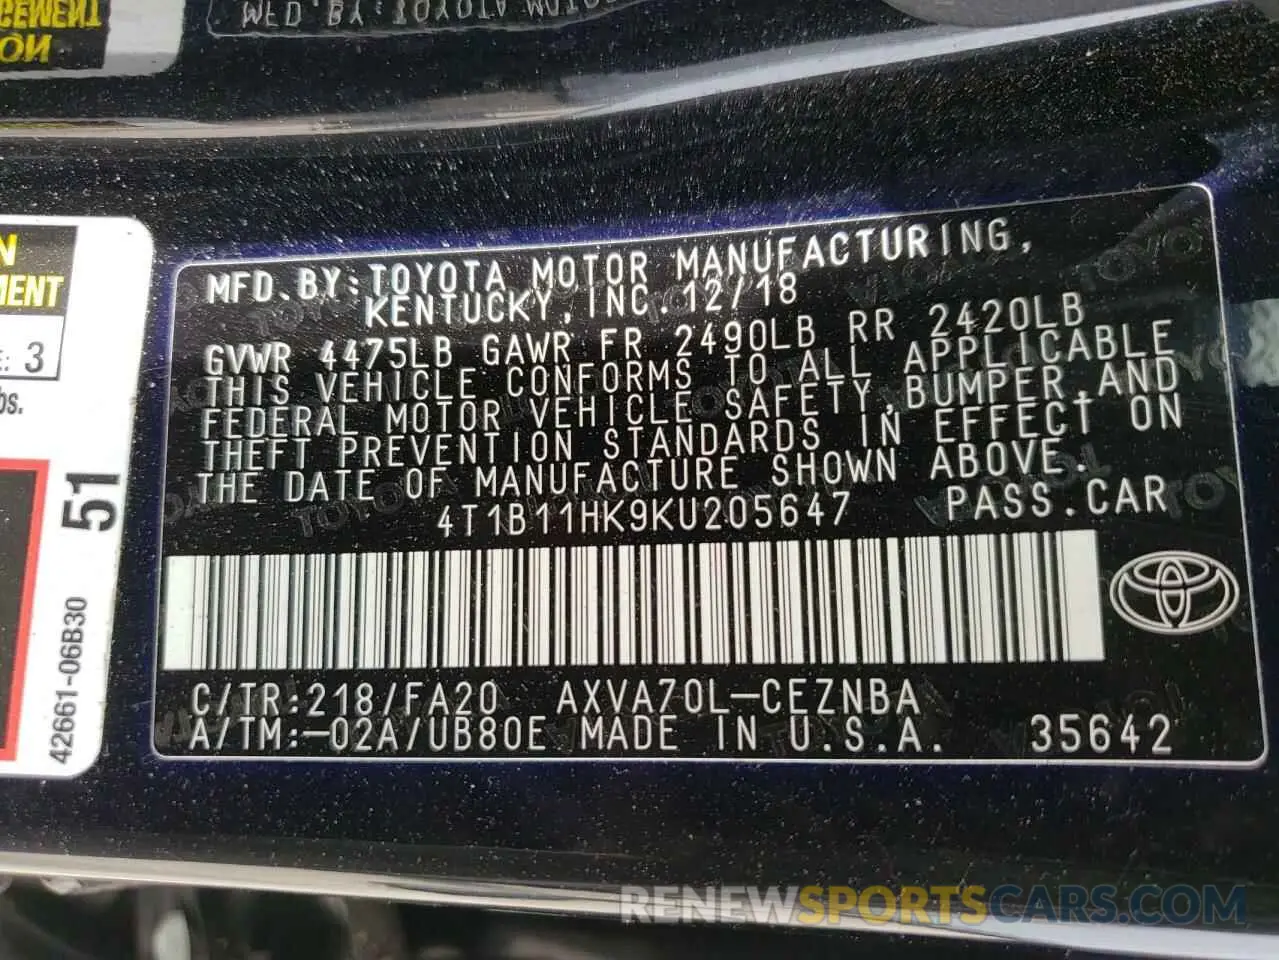 MFD. BY: TOYOTA MOTOR MANUFACTURING,
KENTUCKY, INC. 12/18
GVWR 4475LB GAWR FR 2490LB RR 2420LB
THIS VEHICLE CONFORMS TO ALL APPLICABLE
FEDERAL MOTOR VEHICLE SAFETY, BUMPER, AND
THEFT PREVENTION STANDARDS IN EFFECT ON
THE DATE OF MANUFACTURE SHOWN ABOVE.
4T1B11HK9KU205647 PASS. CAR
C/TR:218/FA20 AXVA70L-CEZNBA
A/TM:-02A/UB80E MADE IN U.S.A. 35642
N
MENT
E: 3
bs.
51
42661-06B30
RENEWSPORTSCARS.COM